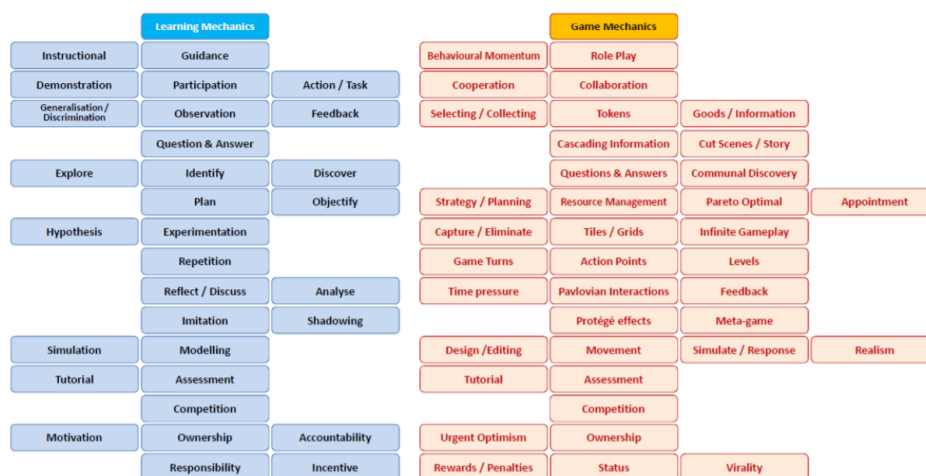 Learning Mechanics
Game Mechanics
Instructional
Guidance
Behavioural Momentum
Role Play
Demonstration
Participation
Action / Task
Cooperation
Collaboration
Generalisation /
Discrimination
Observation
Feedback
Selecting / Collecting
Tokens
Goods / Information
Question & Answer
Cascading Information
Cut Scenes / Story
Explore
Identify
Discover
Questions & Answers
Communal Discovery
Plan
Objectify
Strategy / Planning
Resource Management
Pareto Optimal
Appointment
Hypothesis
Experimentation
Capture / Eliminate
Tiles / Grids
Infinite Gameplay
Repetition
Game Turns
Action Points
Levels
Reflect / Discuss
Analyse
Time pressure
Pavlovian Interactions
Feedback
Imitation
Shadowing
Protégé effects
Meta-game
Simulation
Modelling
Design /Editing
Movement
Simulate / Response
Realism
Tutorial
Assessment
Tutorial
Assessment
Competition
Competition
Motivation
Ownership
Accountability
Urgent Optimism
Ownership
Responsibility
Incentive
Rewards / Penalties
Status
Virality